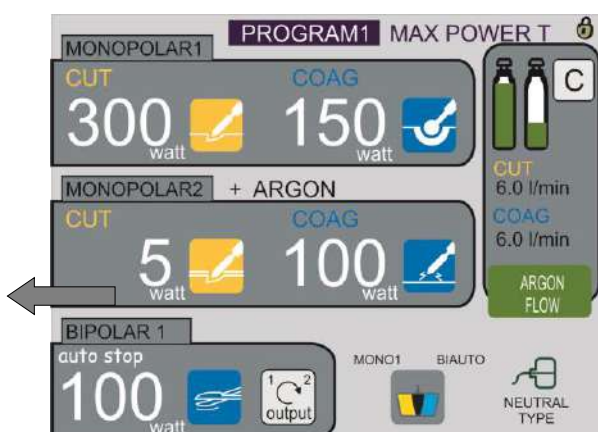 PROGRAM1 MAX POWER T
MONOPOLAR1
CUT
300
watt
COAG
150
watt
C
CUT
6.0 l/min
COAG
6.0 l/min
ARGON
FLOW
MONOPOLAR2 + ARGON
CUT
5
watt
COAG
100
watt
BIPOLAR 1
auto stop
100
watt
1 2
output
MONO1 BIAUTO
NEUTRAL
TYPE